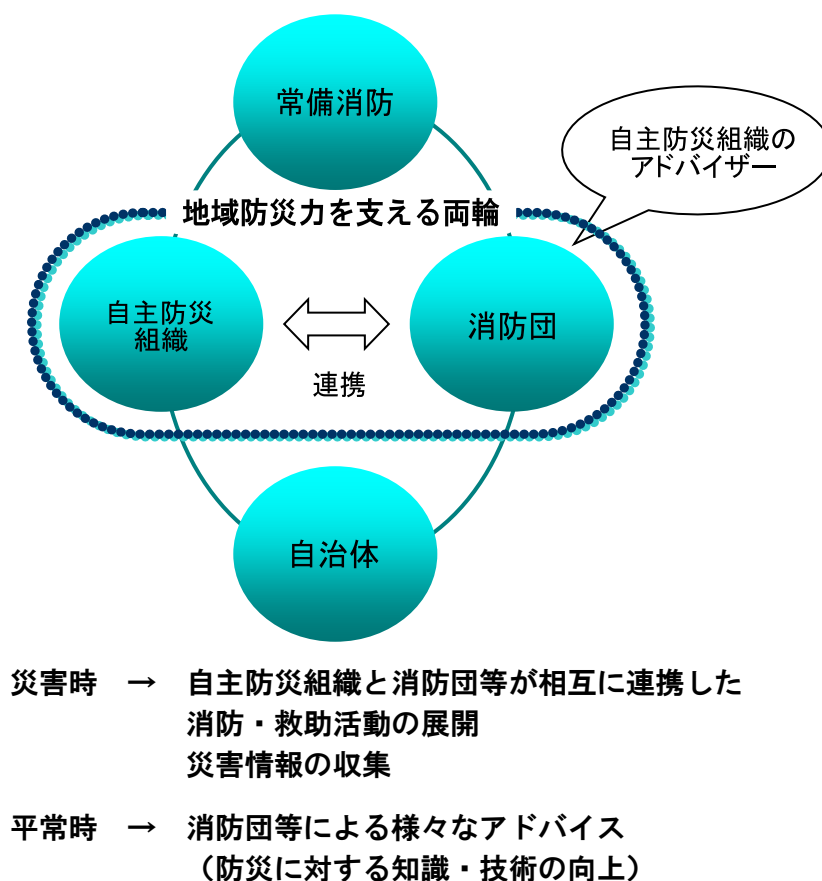 常備消防
自主防災組織の
アドバイザー
地域防災力を支える両輪
自主防災
組織
消防団
連携
自治体
災害時　→　自主防災組織と消防団等が相互に連携した
消防・救助活動の展開
災害情報の収集
平常時　→　消防団等による様々なアドバイス
（防災に対する知識・技術の向上）